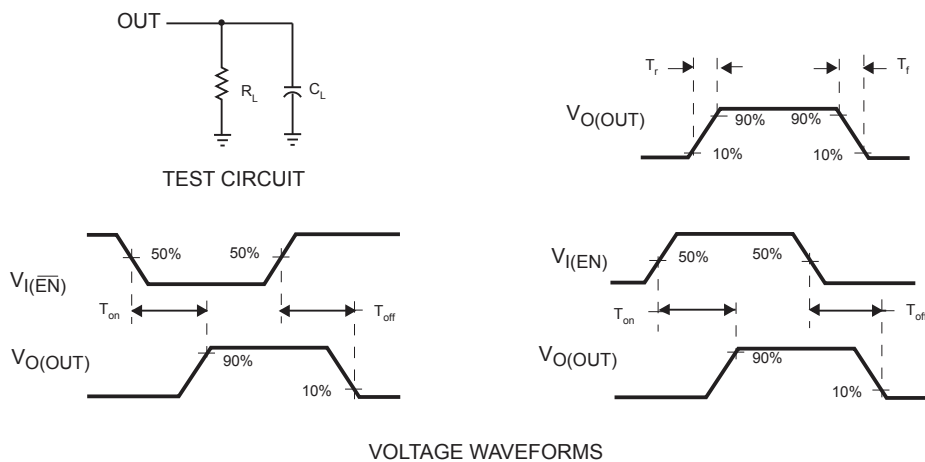 OUT
R_L
C_L
TEST CIRCUIT
T_r
T_f
V_O(OUT)
90%
90%
10%
10%
50%
50%
V_I(E̅N̅)
T_on
T_off
V_O(OUT)
90%
10%
50%
50%
V_I(EN)
T_on
T_off
V_O(OUT)
90%
10%
VOLTAGE WAVEFORMS